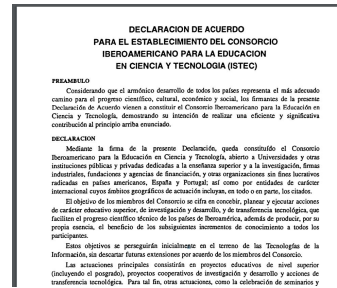 DECLARACION DE ACUERDO
PARA EL ESTABLECIMIENTO DEL CONSORCIO
IBEROAMERICANO PARA LA EDUCACION
EN CIENCIA Y TECNOLOGIA (ISTEC)
PREAMBULO
Considerando que el armónico desarrollo de todos los países representa el más adecuado
camino para el progreso científico, cultural, económico y social, los firmantes de la presente
Declaración de Acuerdo vienen a constituir el Consorcio Iberoamericano para la Educación en
Ciencia y Tecnología, demostrando su intención de realizar una eficiente y significativa
contribución al principio arriba enunciado.
DECLARACION
Mediante la firma de la presente Declaración, queda constituído el Consorcio
Iberoamericano para la Educación en Ciencia y Tecnología, abierto a Universidades y otras
instituciones públicas y privadas dedicadas a la enseñanza superior y a la investigación, firmas
industriales, fundaciones y agencias de financiación, y otras organizaciones sin fines lucrativos
radicadas en países americanos, España y Portugal; así como por entidades de carácter
internacional cuyos ámbitos geográficos de actuación incluyan, en todo o en parte, los citados.
El objetivo de los miembros del Consorcio se cifra en concebir, planear y ejecutar acciones
de carácter educativo superior, de investigación y desarrollo, y de transferencia tecnológica, que
faciliten el progreso científico técnico de los países de Iberoamérica, además de producir, por su
propia esencia, el beneficio de los subsiguientes incrementos de conocimiento a todos los
participantes.
Estos objetivos se perseguirán inicialmente en el terreno de las Tecnologías de la
Información, sin descartar futuras extensiones por acuerdo de los miembros del Consorcio.
Las actuaciones principales consistirán en proyectos educativos de nivel superior
(incluyendo el posgrado), proyectos cooperativos de investigación y desarrollo y acciones de
transferencia tecnológica. Para tal fin, otras actuaciones, como la celebración de seminarios y